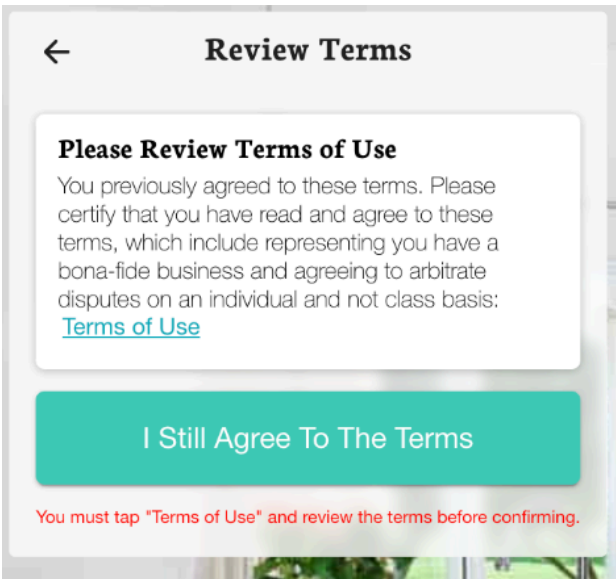 Review Terms
Please Review Terms of Use
You previously agreed to these terms. Please
certify that you have read and agree to these
terms, which include representing you have a
bona-fide business and agreeing to arbitrate
disputes on an individual and not class basis:
Terms of Use
I Still Agree To The Terms
You must tap "Terms of Use" and review the terms before confirming.